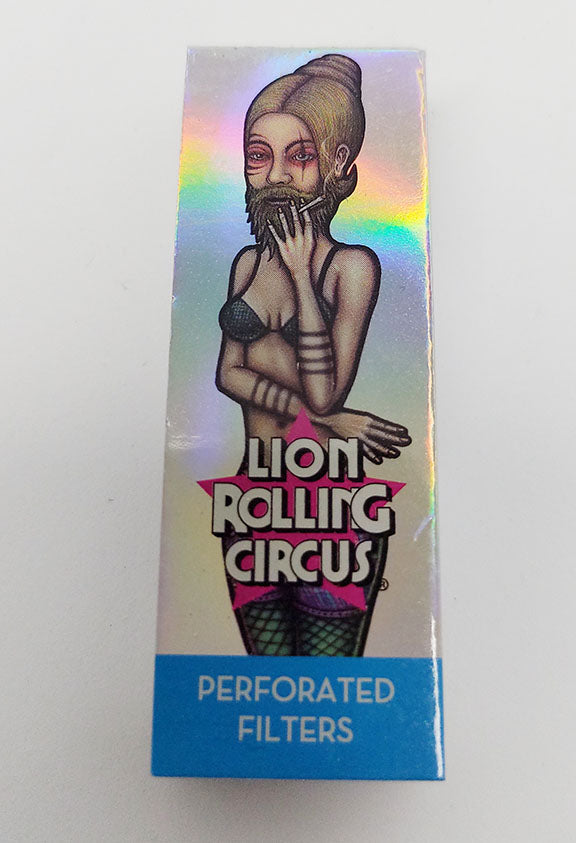 LION
ROLLING
CIRCUS®
PERFORATED
FILTERS